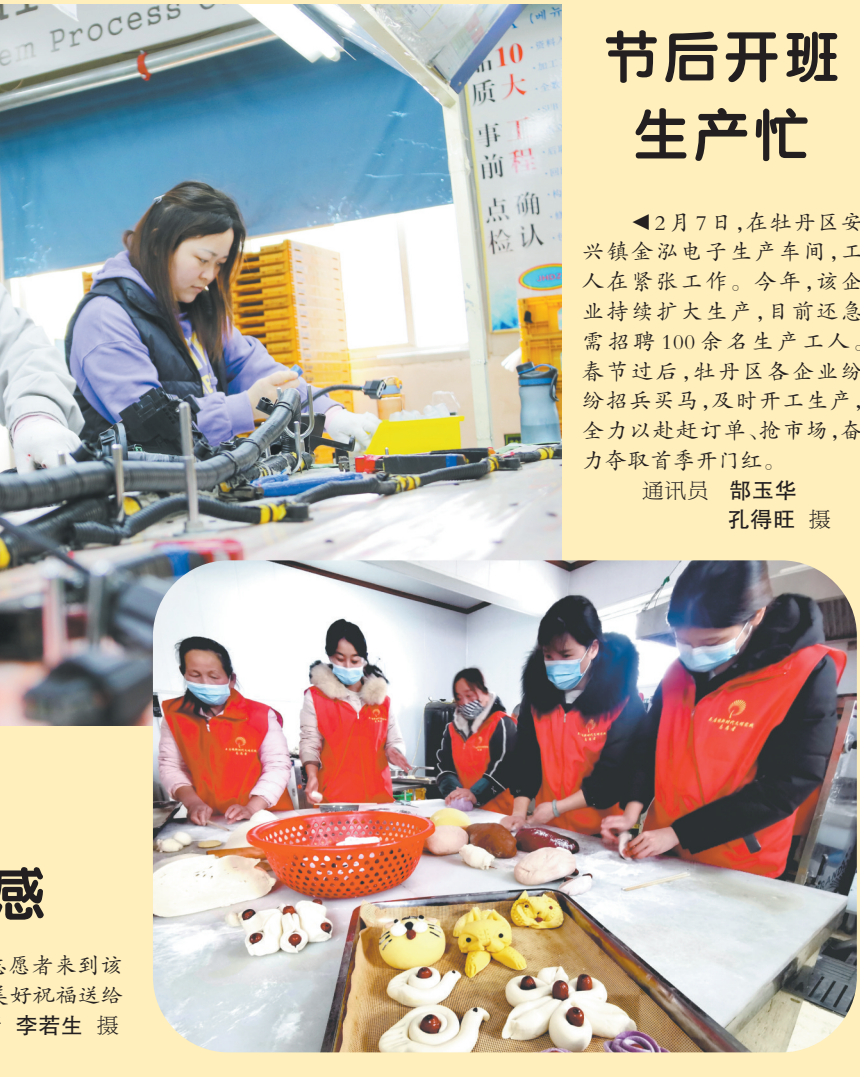 em Process C
10
质大
事工
前程
点确
检认
节后开班
生产忙
◀2月7日,在牡丹区安
兴镇金泓电子生产车间,工
人在紧张工作。今年,该企
业持续扩大生产,目前还急
需招聘100余名生产工人。
春节过后,牡丹区各企业纷
纷招兵买马,及时开工生产,
全力以赴赶订单、抢市场,奋
力夺取首季开门红。
通讯员 郜玉华
孔得旺 摄
感
志愿者来到该
美好祝福送给
李若生 摄